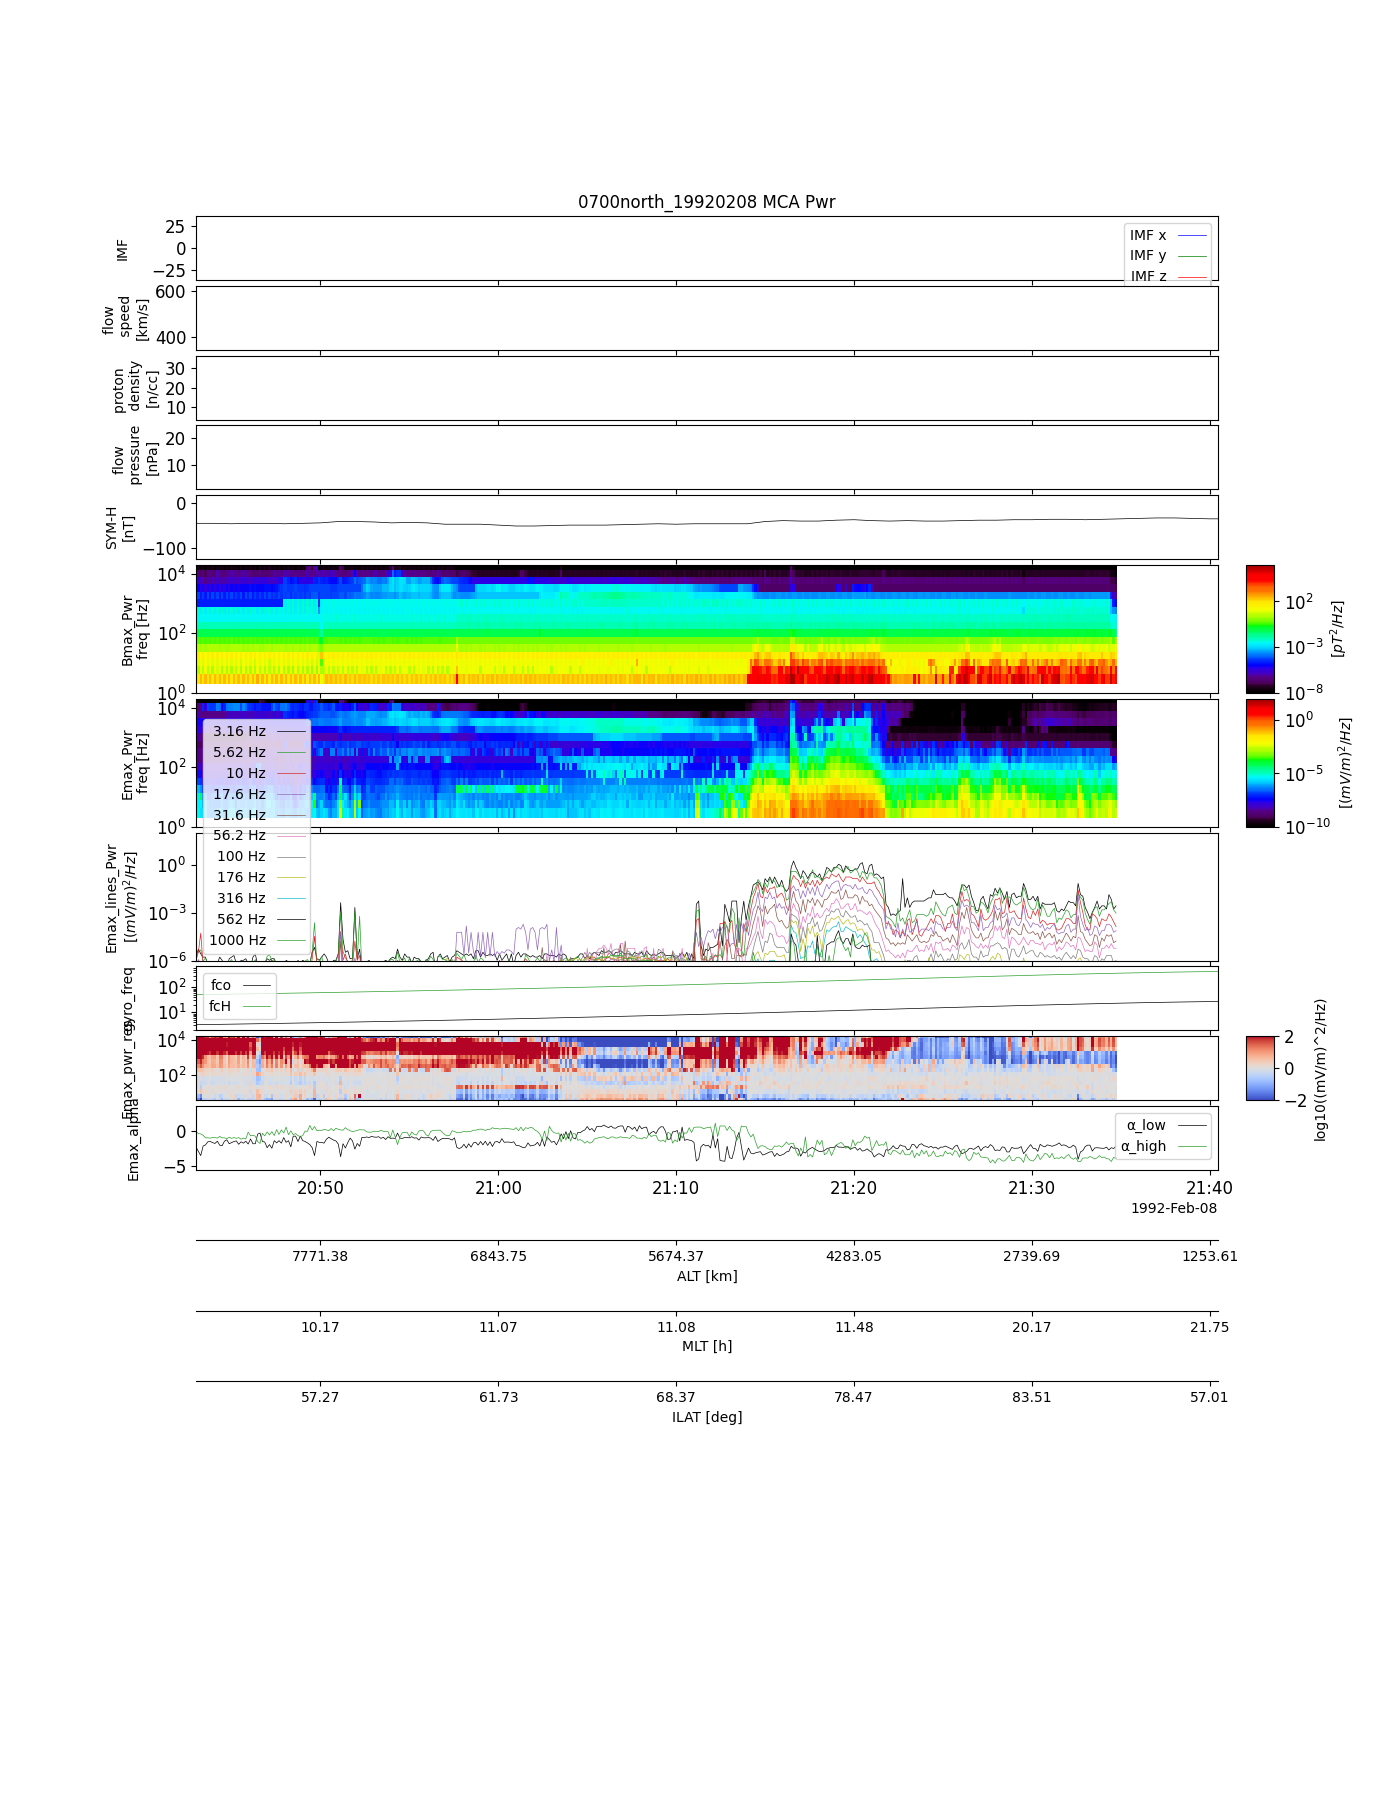 0700north_19920208 MCA Pwr
IMF
25
0
−25
IMF x
IMF y
IMF z
flow
speed
[km/s]
600
400
proton
density
[n/cc]
30
20
10
flow
pressure
[nPa]
20
10
SYM-H
[nT]
0
−100
Bmax_Pwr
freq [Hz]
10^4
10^2
10^0
10^2
10^−3
10^−8
[pT^2/Hz]
Emax_Pwr
freq [Hz]
10^4
10^2
10^0
10^0
10^−5
10^−10
[(mV/m)^2/Hz]
3.16 Hz
5.62 Hz
10 Hz
17.6 Hz
31.6 Hz
56.2 Hz
100 Hz
176 Hz
316 Hz
562 Hz
1000 Hz
Emax_lines_Pwr
[(mV/m)^2/Hz]
10^0
10^−3
10^−6
gyro_freq
10^2
10^1
fco
fcH
Emax_pwr_res
10^4
10^2
2
0
−2
log10((mV/m)^2/Hz)
Emax_alpha
0
−5
α_low
α_high
20:50 21:00 21:10 21:20 21:30 21:40
1992-Feb-08
7771.38 6843.75 5674.37 4283.05 2739.69 1253.61
ALT [km]
10.17 11.07 11.08 11.48 20.17 21.75
MLT [h]
57.27 61.73 68.37 78.47 83.51 57.01
ILAT [deg]